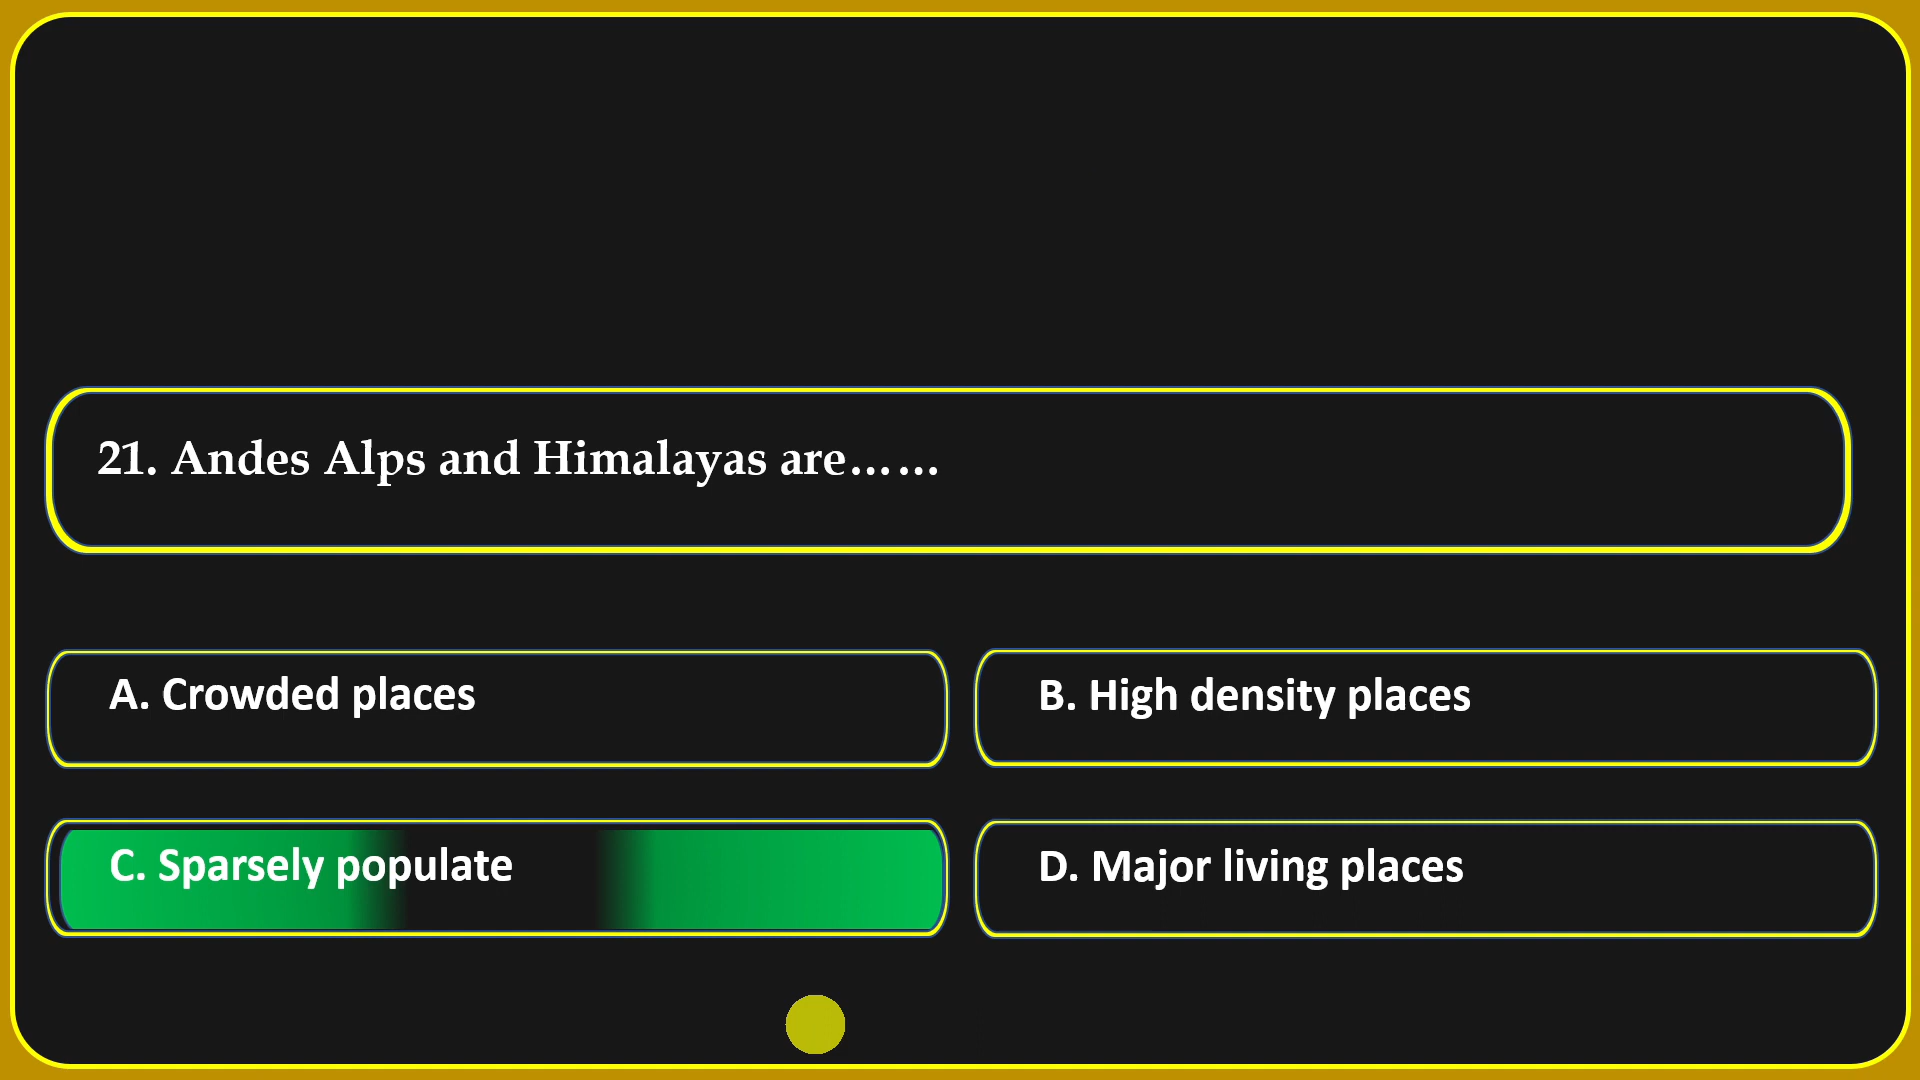 21. Andes Alps and Himalayas are……
A. Crowded places
B. High density places
C. Sparsely populate
D. Major living places